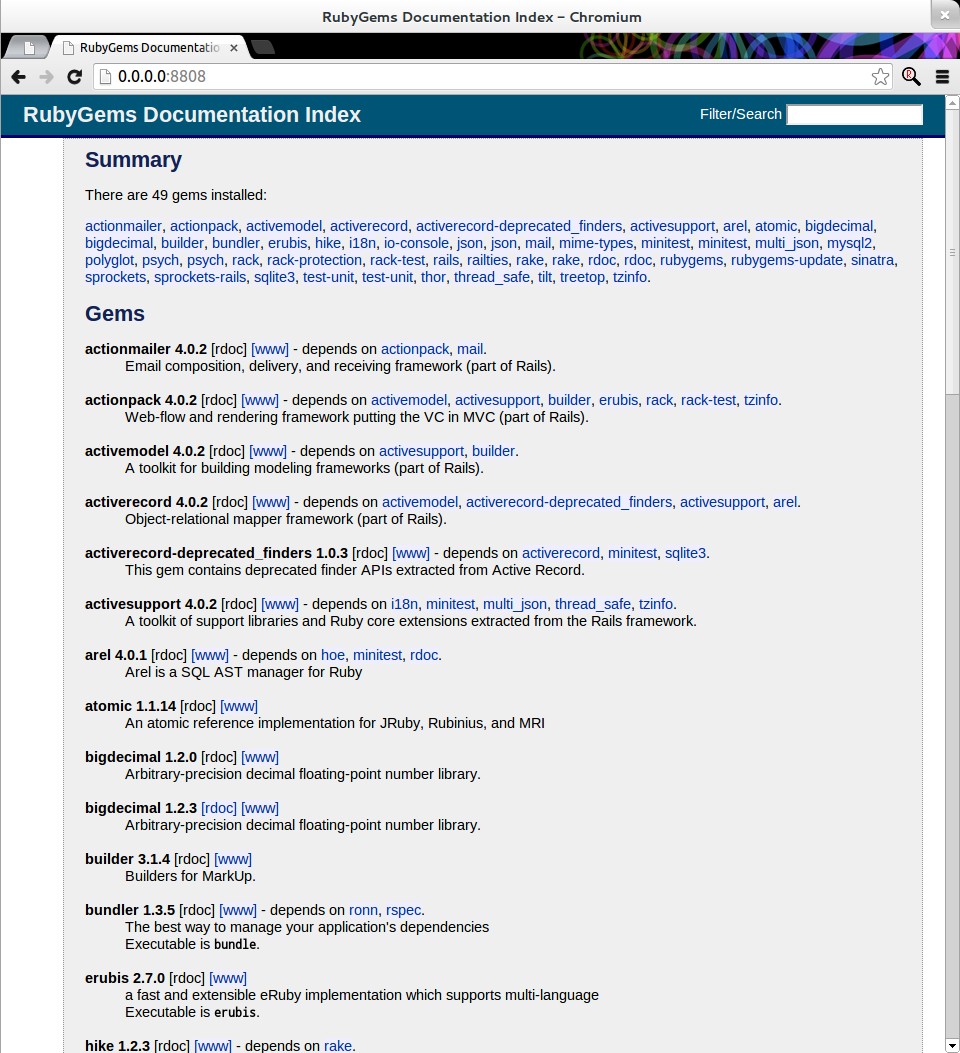 RubyGems Documentation Index - Chromium
RubyGems Documentatio
0.0.0.0:8808
RubyGems Documentation Index
Filter/Search
Summary
There are 49 gems installed:
actionmailer, actionpack, activemodel, activerecord, activerecord-deprecated_finders, activesupport, arel, atomic, bigdecimal,
bigdecimal, builder, bundler, erubis, hike, i18n, io-console, json, json, mail, mime-types, minitest, minitest, multi_json, mysql2,
polyglot, psych, psych, rack, rack-protection, rack-test, rails, railties, rake, rake, rdoc, rdoc, rubygems, rubygems-update, sinatra,
sprockets, sprockets-rails, sqlite3, test-unit, test-unit, thor, thread_safe, tilt, treetop, tzinfo.
Gems
actionmailer 4.0.2 [rdoc] [www] - depends on actionpack, mail.
Email composition, delivery, and receiving framework (part of Rails).
actionpack 4.0.2 [rdoc] [www] - depends on activemodel, activesupport, builder, erubis, rack, rack-test, tzinfo.
Web-flow and rendering framework putting the VC in MVC (part of Rails).
activemodel 4.0.2 [rdoc] [www] - depends on activesupport, builder.
A toolkit for building modeling frameworks (part of Rails).
activerecord 4.0.2 [rdoc] [www] - depends on activemodel, activerecord-deprecated_finders, activesupport, arel.
Object-relational mapper framework (part of Rails).
activerecord-deprecated_finders 1.0.3 [rdoc] [www] - depends on activerecord, minitest, sqlite3.
This gem contains deprecated finder APIs extracted from Active Record.
activesupport 4.0.2 [rdoc] [www] - depends on i18n, minitest, multi_json, thread_safe, tzinfo.
A toolkit of support libraries and Ruby core extensions extracted from the Rails framework.
arel 4.0.1 [rdoc] [www] - depends on hoe, minitest, rdoc.
Arel is a SQL AST manager for Ruby
atomic 1.1.14 [rdoc] [www]
An atomic reference implementation for JRuby, Rubinius, and MRI
bigdecimal 1.2.0 [rdoc] [www]
Arbitrary-precision decimal floating-point number library.
bigdecimal 1.2.3 [rdoc] [www]
Arbitrary-precision decimal floating-point number library.
builder 3.1.4 [rdoc] [www]
Builders for MarkUp.
bundler 1.3.5 [rdoc] [www] - depends on ronn, rspec.
The best way to manage your application's dependencies
Executable is bundle.
erubis 2.7.0 [rdoc] [www]
a fast and extensible eRuby implementation which supports multi-language
Executable is erubis.
hike 1.2.3 [rdoc] [www] - depends on rake.